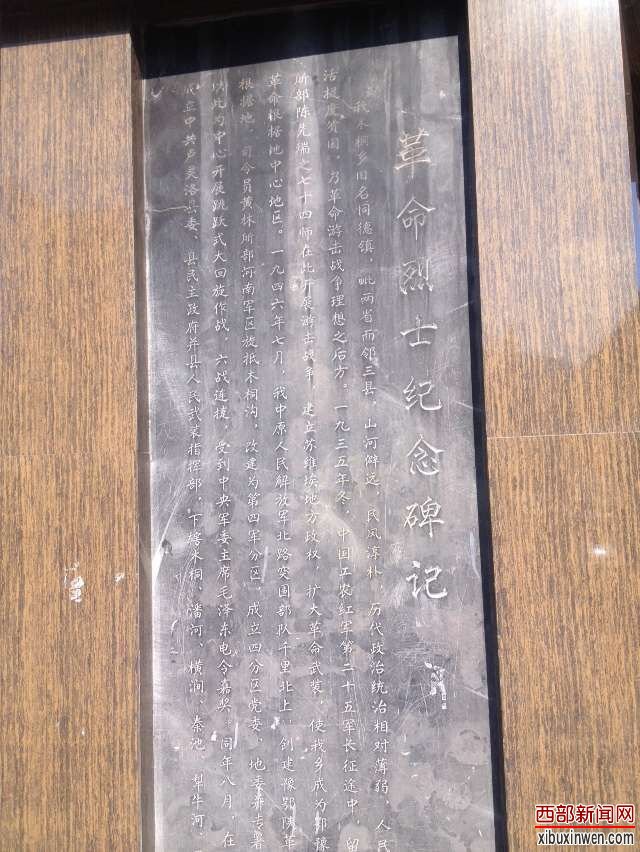 革命烈士纪念碑记
我木桐乡旧名同德镇，毗两省而邻三县，山河僻远，民风淳朴，历代政治统治相对薄弱，人民
活极度贫困，乃革命游击战争理想之后方。一九三五年冬，中国工农红军第二十五军长征途中，留
所部陈先瑞之七十四师在此开展游击战争，建立苏维埃地方政权，扩大革命武装，使我乡成为鄂豫
革命根据地中心地区。一九四六年七月，我中原人民解放军北路突围部队千里北上，创建豫鄂陕革
根据地，司令员黄林所部河南军区放抵木桐沟，改建为第四军分区，成立四分区党委、地委并专署
以此为中心开展跳跃式大回旋作战，六战连捷，受到中央军委主席毛泽东电令嘉奖。同年八月，在
成立中共卢灵洛县委、县民主政府并县人民武装指挥部，下辖木桐、潘河、横涧、秦池、犁牛河、
西部新闻网
xibuxinwen.com